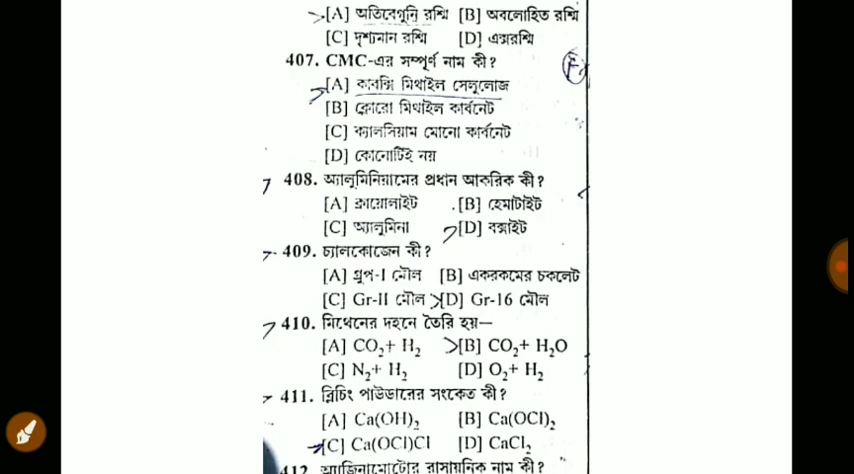 [A] অতিবেগুনি রশ্মি [B] অবলোহিত রশ্মি
[C] দৃশ্যমান রশ্মি [D] এক্সরশ্মি
407. CMC-এর সম্পূর্ণ নাম কী?
[A] কাবক্সি মিথাইল সেলুলোজ
[B] ক্লোরো মিথাইল কার্বনেট
[C] ক্যালসিয়াম মোনো কার্বনেট
[D] কোনোটিই নয়
408. অ্যালুমিনিয়ামের প্রধান আকরিক কী?
[A] ক্রায়োলাইট [B] হেমাটাইট
[C] অ্যালুমিনা [D] বক্সাইট
409. চ্যালকোজেন কী?
[A] গ্রুপ-I মৌল [B] একরকমের চকলেট
[C] Gr-II মৌল [D] Gr-16 মৌল
410. মিথেনের দহনে তৈরি হয়—
[A] CO₂+ H₂ [B] CO₂+ H₂O
[C] N₂+ H₂ [D] O₂+ H₂
411. ব্লিচিং পাউডারের সংকেত কী?
[A] Ca(OH)₂ [B] Ca(OCl)₂
[C] Ca(OCl)Cl [D] CaCl₂
412. অ্যাজিনামোটোর রাসায়নিক নাম কী?